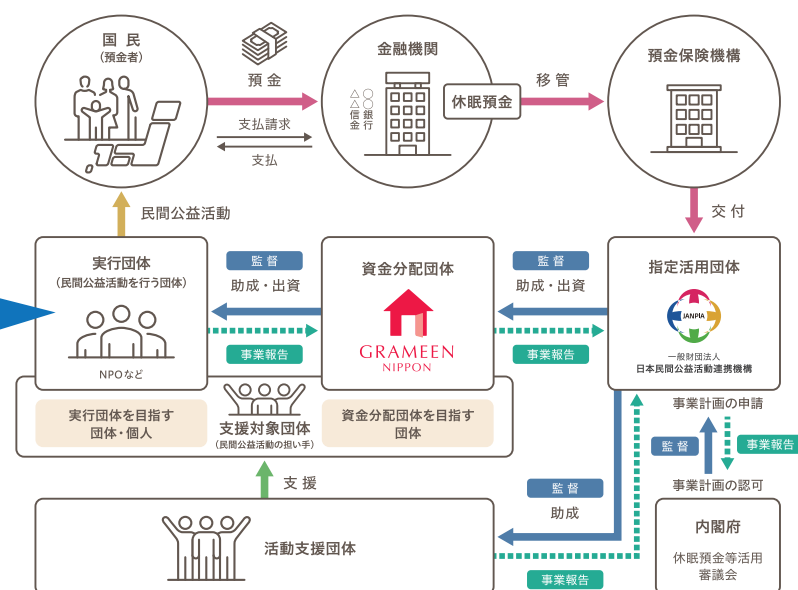 国 民
(預金者)
預 金
支払請求
支払
金融機関
△△信金
○○銀行
休眠預金
移 管
預金保険機構
交 付
民間公益活動
実行団体
(民間公益活動を行う団体)
NPOなど
監 督
助成・出資
事業報告
資金分配団体
GRAMEEN
NIPPON
監 督
助成・出資
事業報告
指定活用団体
JANPIA
一般財団法人
日本民間公益活動連携機構
実行団体を目指す
団体・個人
支援対象団体
(民間公益活動の担い手)
資金分配団体を目指す
団体
事業計画の申請
監 督
事業報告
事業計画の認可
支 援
監 督
助成
活動支援団体
事業報告
内閣府
休眠預金等活用
審議会